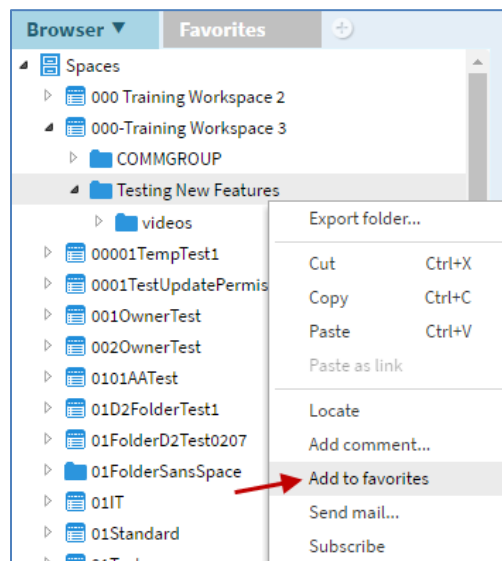 Browser ▼ Favorites
Spaces
000 Training Workspace 2
000-Training Workspace 3
COMMGROUP
Testing New Features
videos
00001TempTest1
0001TestUpdatePermis
001OwnerTest
002OwnerTest
0101AATest
01D2FolderTest1
01FolderD2Test0207
01FolderSansSpace
01IT
01Standard
Export folder...
Cut Ctrl+X
Copy Ctrl+C
Paste Ctrl+V
Paste as link
Locate
Add comment...
Add to favorites
Send mail...
Subscribe